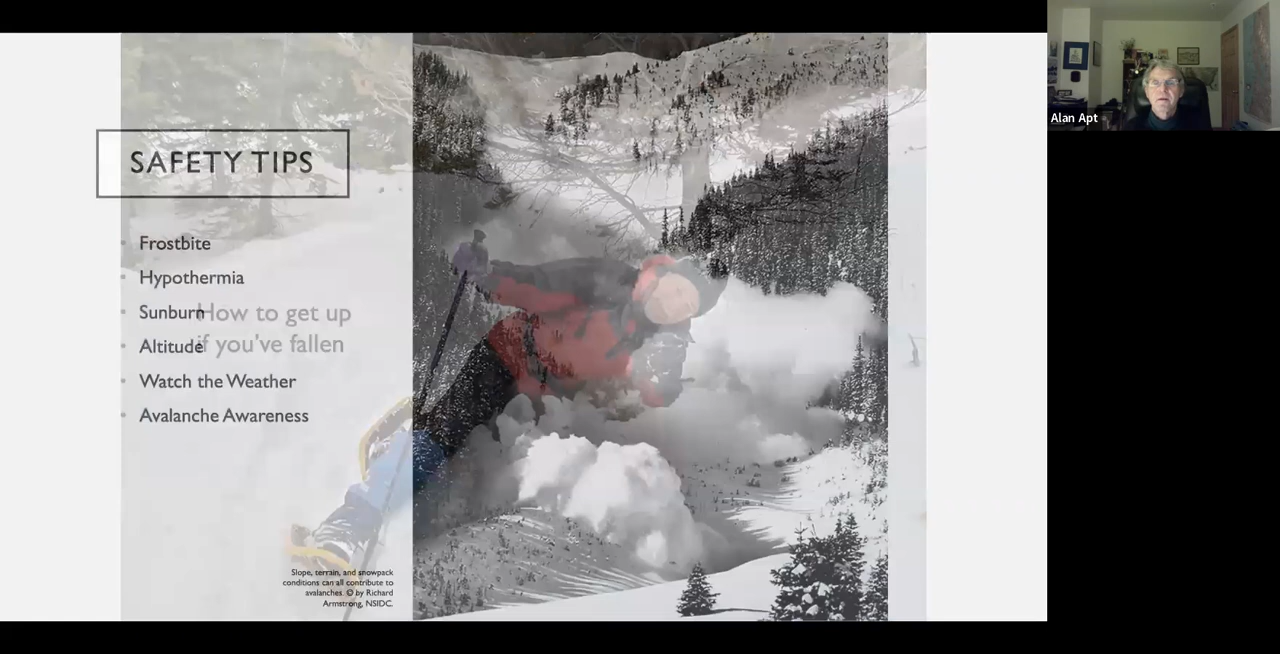 Alan Apt
SAFETY TIPS
Frostbite
Hypothermia
Sunburn
Altitude
Watch the Weather
Avalanche Awareness
How to get up
if you've fallen
Slope, terrain, and snowpack
conditions can all contribute to
avalanches. © by Richard
Armstrong, NSIDC.